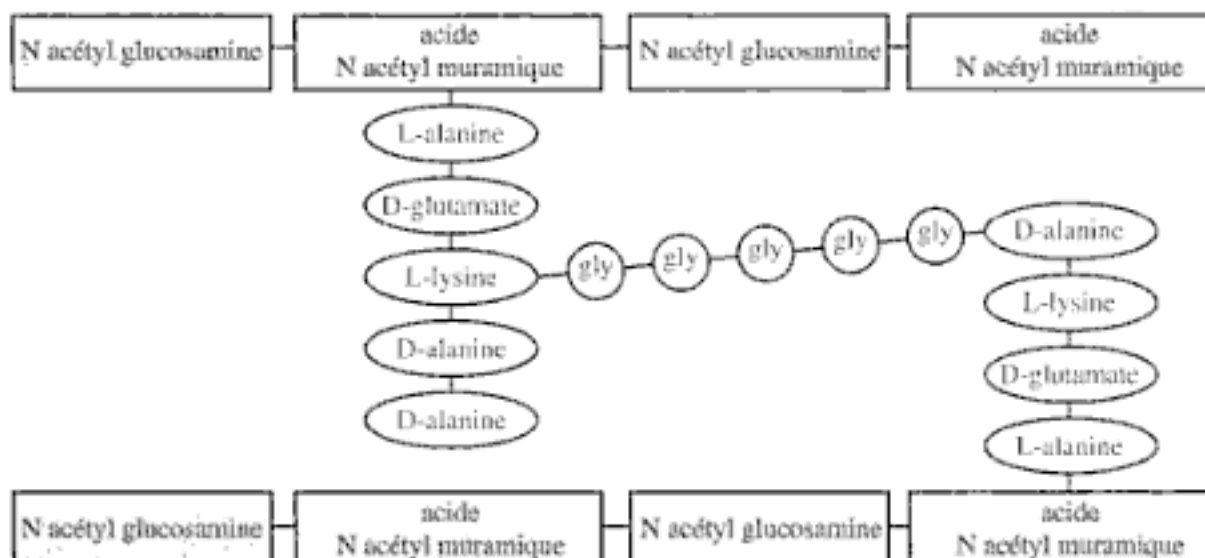 N acétyl glucosamine
acide
N acétyl muramique
N acétyl glucosamine
acide
N acétyl muramique
L-alanine
D-glutamate
L-lysine
D-alanine
D-alanine
gly
gly
gly
gly
gly
D-alanine
L-lysine
D-glutamate
L-alanine
N acétyl glucosamine
acide
N acétyl muramique
N acétyl glucosamine
acide
N acétyl muramique